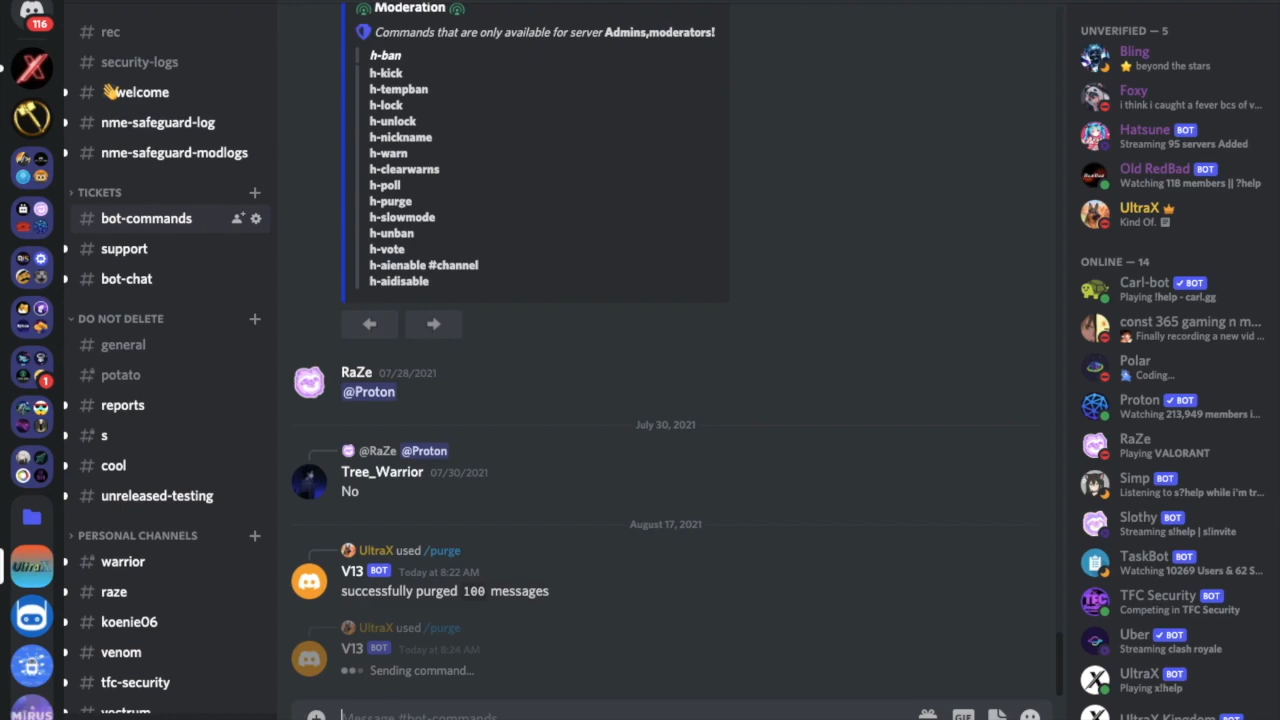 116
rec
security-logs
welcome
nme-safeguard-log
nme-safeguard-modlogs
TICKETS
bot-commands
support
bot-chat
DO NOT DELETE
general
potato
reports
s
cool
unreleased-testing
PERSONAL CHANNELS
warrior
raze
koenie06
venom
tfc-security
1
UltraX
MIRUS
Moderation
Commands that are only available for server Admins,moderators!
h-ban
h-kick
h-tempban
h-lock
h-unlock
h-nickname
h-warn
h-clearwarns
h-poll
h-purge
h-slowmode
h-unban
h-vote
h-aienable #channel
h-aidisable
RaZe 07/28/2021
@Proton
July 30, 2021
@RaZe @Proton
Tree_Warrior 07/30/2021
No
August 17, 2021
UltraX used /purge
V13 BOT Today at 8:22 AM
successfully purged 100 messages
UltraX used /purge
V13 BOT Today at 8:24 AM
Sending command...
Message #bot-commands
GIF
UNVERIFIED — 5
Bling
beyond the stars
Foxy
i think i caught a fever bcs of v...
Hatsune BOT
Streaming 95 servers Added
Old RedBad BOT
Watching 118 members || ?help
UltraX
Kind Of.
ONLINE — 14
Carl-bot BOT
Playing !help - carl.gg
const 365 gaming n m...
Finally recording a new vid ...
Polar
Coding...
Proton BOT
Watching 213,949 members i...
RaZe
Playing VALORANT
Simp BOT
Listening to s?help while i'm tr...
Slothy BOT
Streaming s!help | s!invite
TaskBot BOT
Watching 10269 Users & 62 S...
TFC Security BOT
Competing in TFC Security
Uber BOT
Streaming clash royale
UltraX BOT
Playing x!help
UltraX Kingdom BOT